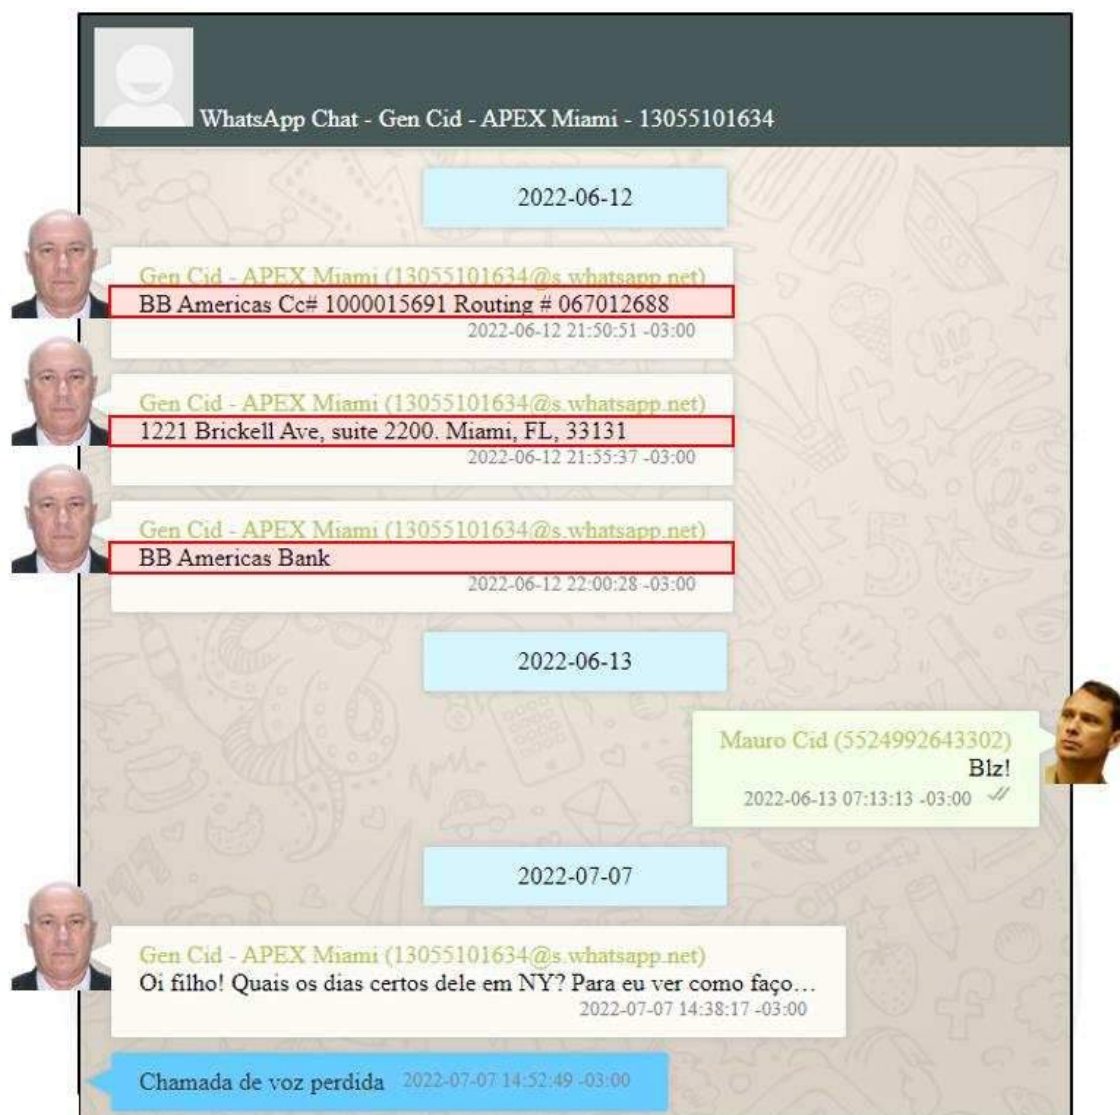 WhatsApp Chat - Gen Cid - APEX Miami - 13055101634
2022-06-12
Gen Cid - APEX Miami (13055101634@s.whatsapp.net)
BB Americas Cc# 1000015691 Routing # 067012688
2022-06-12 21:50:51 -03:00
Gen Cid - APEX Miami (13055101634@s.whatsapp.net)
1221 Brickell Ave, suite 2200. Miami, FL, 33131
2022-06-12 21:55:37 -03:00
Gen Cid - APEX Miami (13055101634@s.whatsapp.net)
BB Americas Bank
2022-06-12 22:00:28 -03:00
2022-06-13
Mauro Cid (5524992643302)
Blz!
2022-06-13 07:13:13 -03:00
2022-07-07
Gen Cid - APEX Miami (13055101634@s.whatsapp.net)
Oi filho! Quais os dias certos dele em NY? Para eu ver como faço...
2022-07-07 14:38:17 -03:00
Chamada de voz perdida 2022-07-07 14:52:49 -03:00